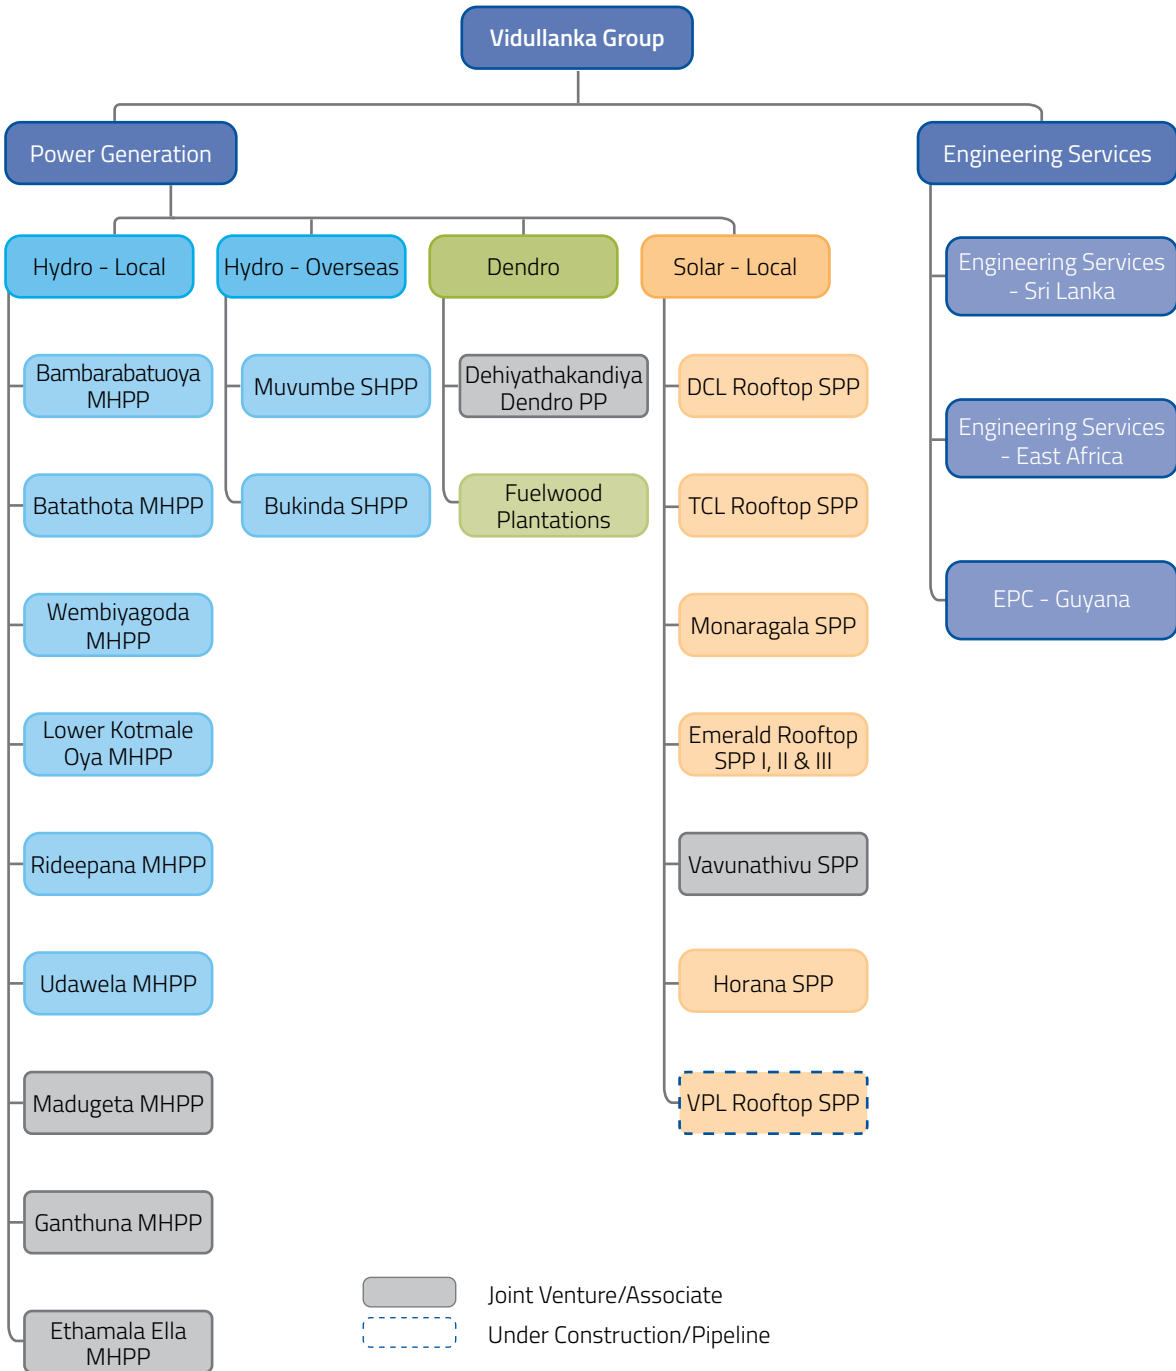 Vidullanka Group
Power Generation
Engineering Services
Hydro - Local
Hydro - Overseas
Dendro
Solar - Local
Engineering Services
- Sri Lanka
Engineering Services
- East Africa
EPC - Guyana
Bambarabatuoya
MHPP
Batathota MHPP
Wembiyagoda
MHPP
Lower Kotmale
Oya MHPP
Rideepana MHPP
Udawela MHPP
Madugeta MHPP
Ganthuna MHPP
Ethamala Ella
MHPP
Muvumbe SHPP
Bukinda SHPP
Dehiyathakandiya
Dendro PP
Fuelwood
Plantations
DCL Rooftop SPP
TCL Rooftop SPP
Monaragala SPP
Emerald Rooftop
SPP I, II & III
Vavunathivu SPP
Horana SPP
VPL Rooftop SPP
Joint Venture/Associate
Under Construction/Pipeline